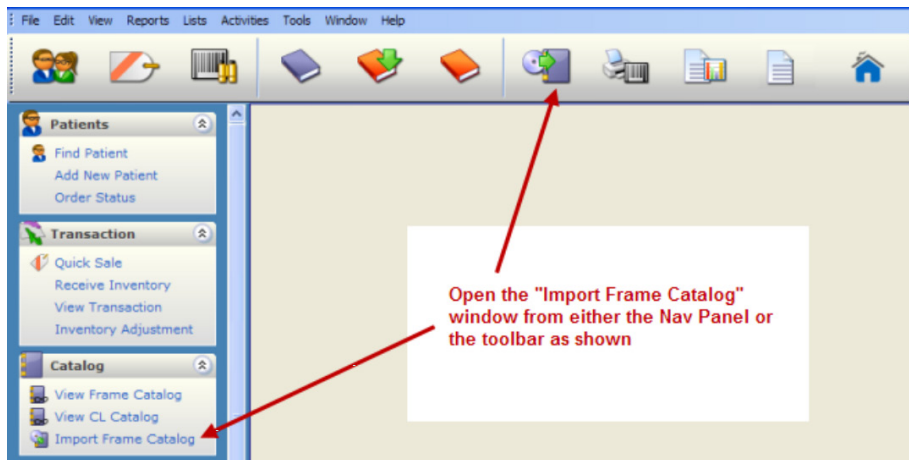 File Edit View Reports Lists Activities Tools Window Help
Patients
Find Patient
Add New Patient
Order Status
Transaction
Quick Sale
Receive Inventory
View Transaction
Inventory Adjustment
Catalog
View Frame Catalog
View CL Catalog
Import Frame Catalog
Open the "Import Frame Catalog"
window from either the Nav Panel or
the toolbar as shown